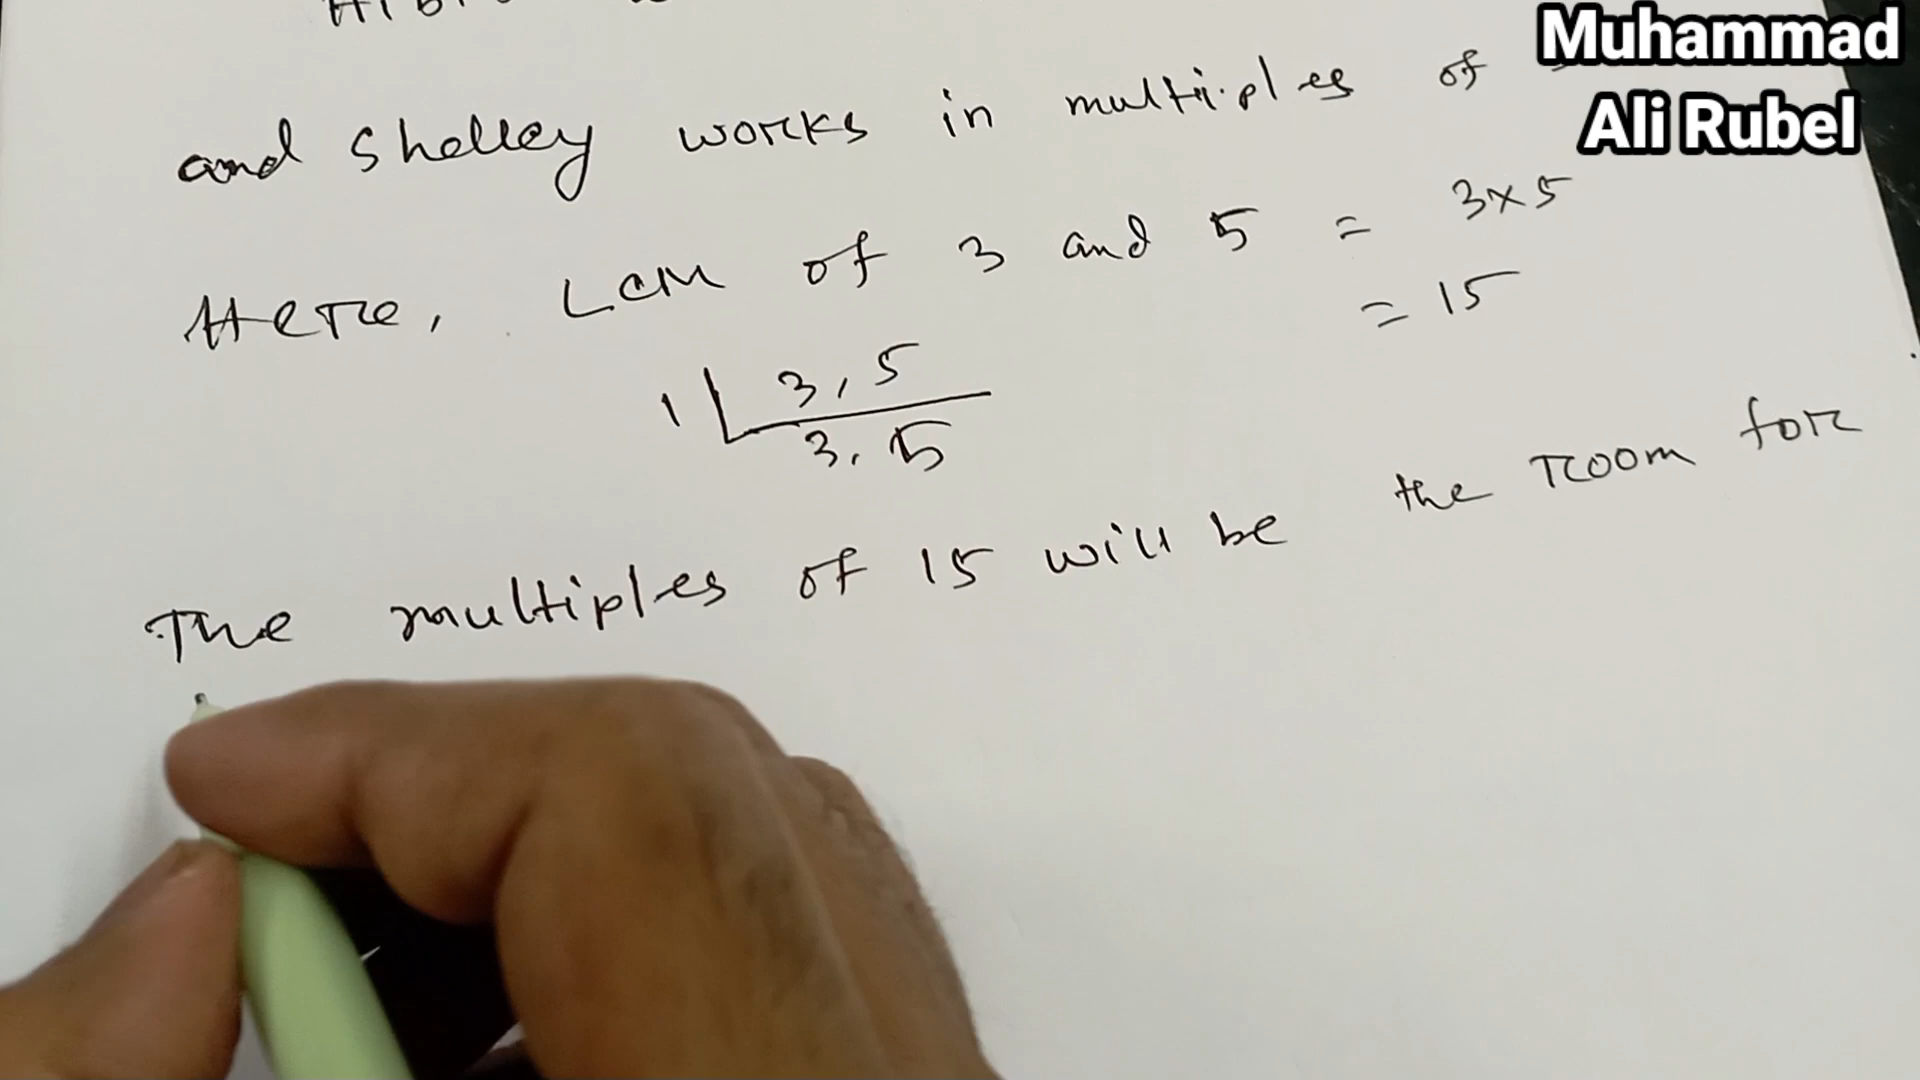 Muhammad
Ali Rubel
and Shelley works in multiples of
Here, LCM of 3 and 5 = 3×5
= 15
1 3, 5
3, 5
The multiples of 15 will be the room for